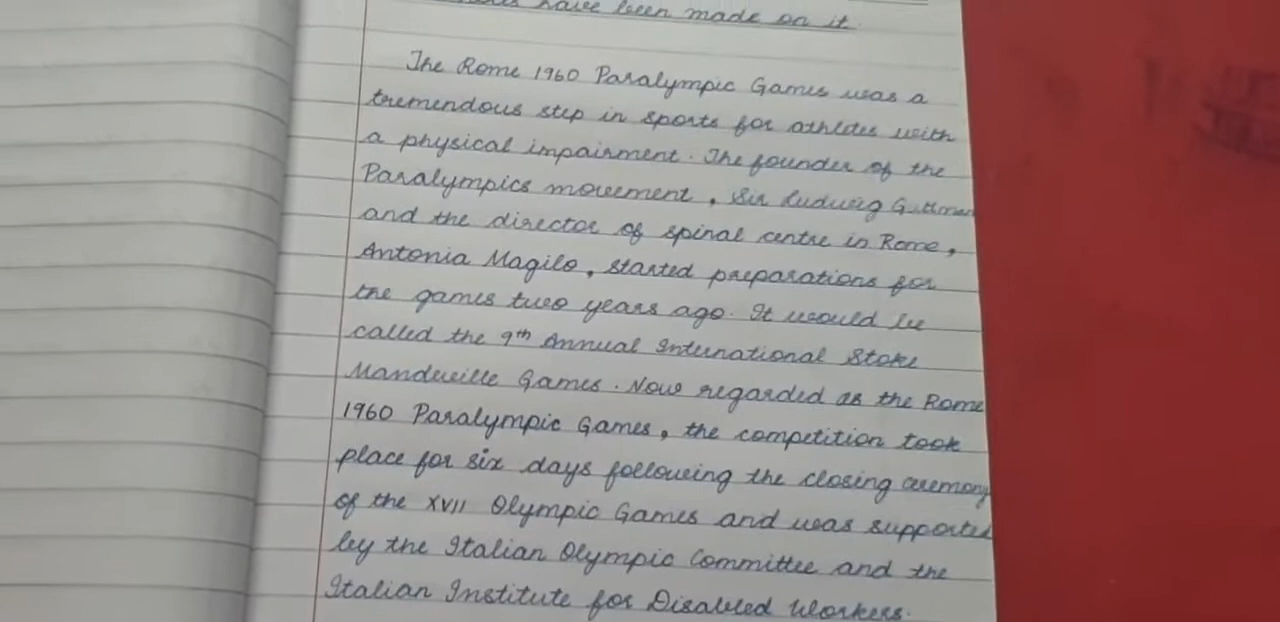 have been made on it.
The Rome 1960 Paralympic Games was a
tremendous step in sports for athletes with
a physical impairment. The founder of the
Paralympics movement, Sir Ludwig Guttman
and the director of spinal centre in Rome,
Antonia Maglio, started preparations for
the games two years ago. It would be
called the 9th Annual International Stoke
Mandeville Games. Now regarded as the Rome
1960 Paralympic Games, the competition took
place for six days following the closing ceremony
of the XVII Olympic Games and was supported
by the Italian Olympic Committee and the
Italian Institute for Disabled Workers.